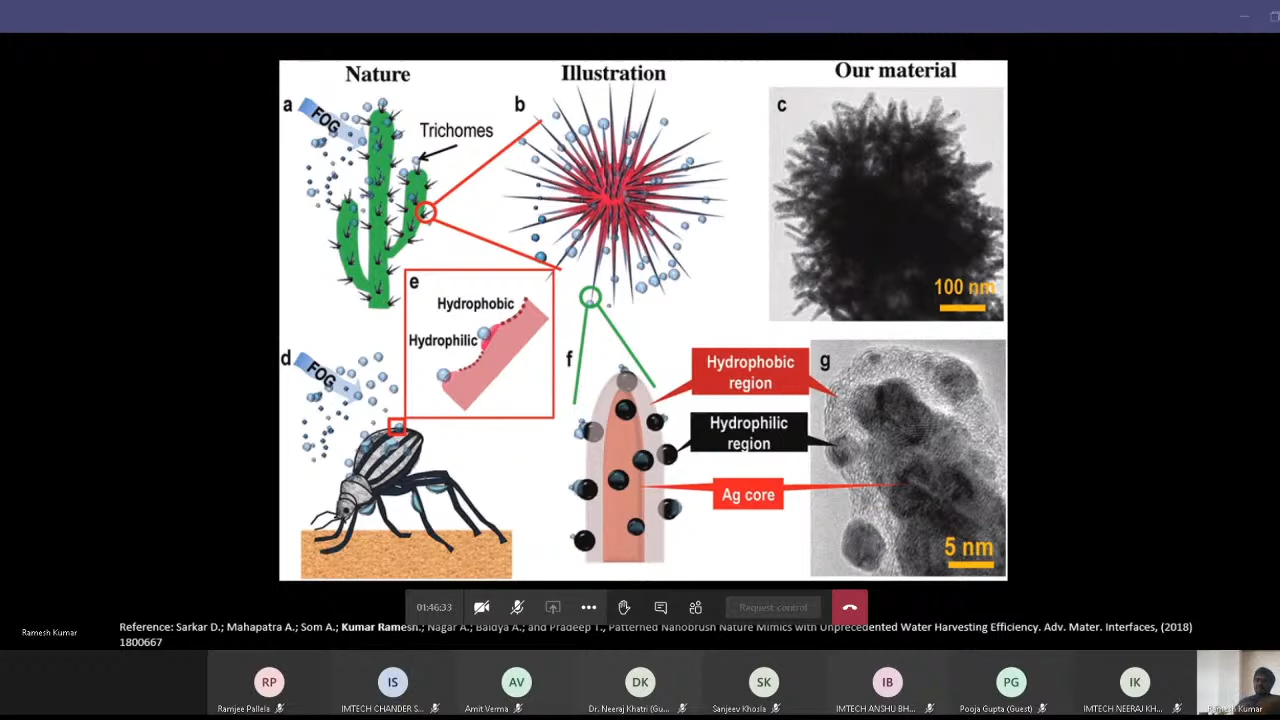 Nature
Illustration
Our material
a
FOG
Trichomes
b
c
100 nm
e
Hydrophobic
Hydrophilic
d
FOG
f
Hydrophobic
region
Hydrophilic
region
Ag core
g
5 nm
01:46:33
Request control
Ramesh Kumar
Reference: Sarkar D.; Mahapatra A.; Som A.; Kumar Ramesh.; Nagar A.; Baidya A.; and Pradeep T., Patterned Nanobrush Nature Mimics with Unprecedented Water Harvesting Efficiency. Adv. Mater. Interfaces, (2018)
1800667
RP
IS
AV
DK
SK
IB
PG
IK
Ramjee Pallela
IMTECH CHANDER S...
Amit Verma
Dr. Neeraj Khatri (Gu...
Sanjeev Khosla
IMTECH ANSHU BH...
Pooja Gupta (Guest)
IMTECH NEERAJ KH...
Ramesh Kumar